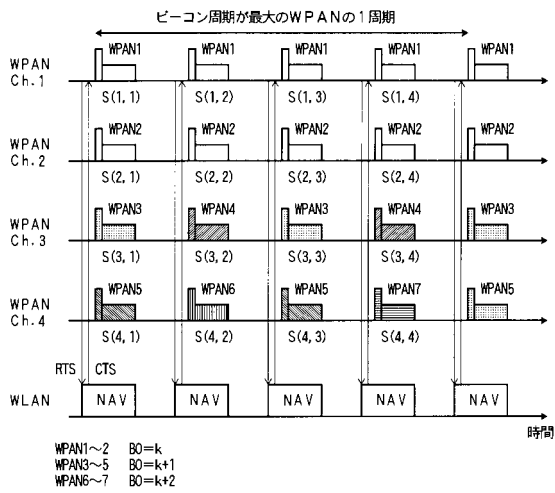 ビーコン周期が最大のWPANの1周期
WPAN Ch.1
WPAN1 WPAN1 WPAN1 WPAN1 WPAN1
S(1,1) S(1,2) S(1,3) S(1,4)
WPAN Ch.2
WPAN2 WPAN2 WPAN2 WPAN2 WPAN2
S(2,1) S(2,2) S(2,3) S(2,4)
WPAN Ch.3
WPAN3 WPAN4 WPAN3 WPAN4 WPAN3
S(3,1) S(3,2) S(3,3) S(3,4)
WPAN Ch.4
WPAN5 WPAN6 WPAN5 WPAN7 WPAN5
S(4,1) S(4,2) S(4,3) S(4,4)
RTS CTS
WLAN
NAV NAV NAV NAV NAV
時間
WPAN1～2 BO=k
WPAN3～5 BO=k+1
WPAN6～7 BO=k+2